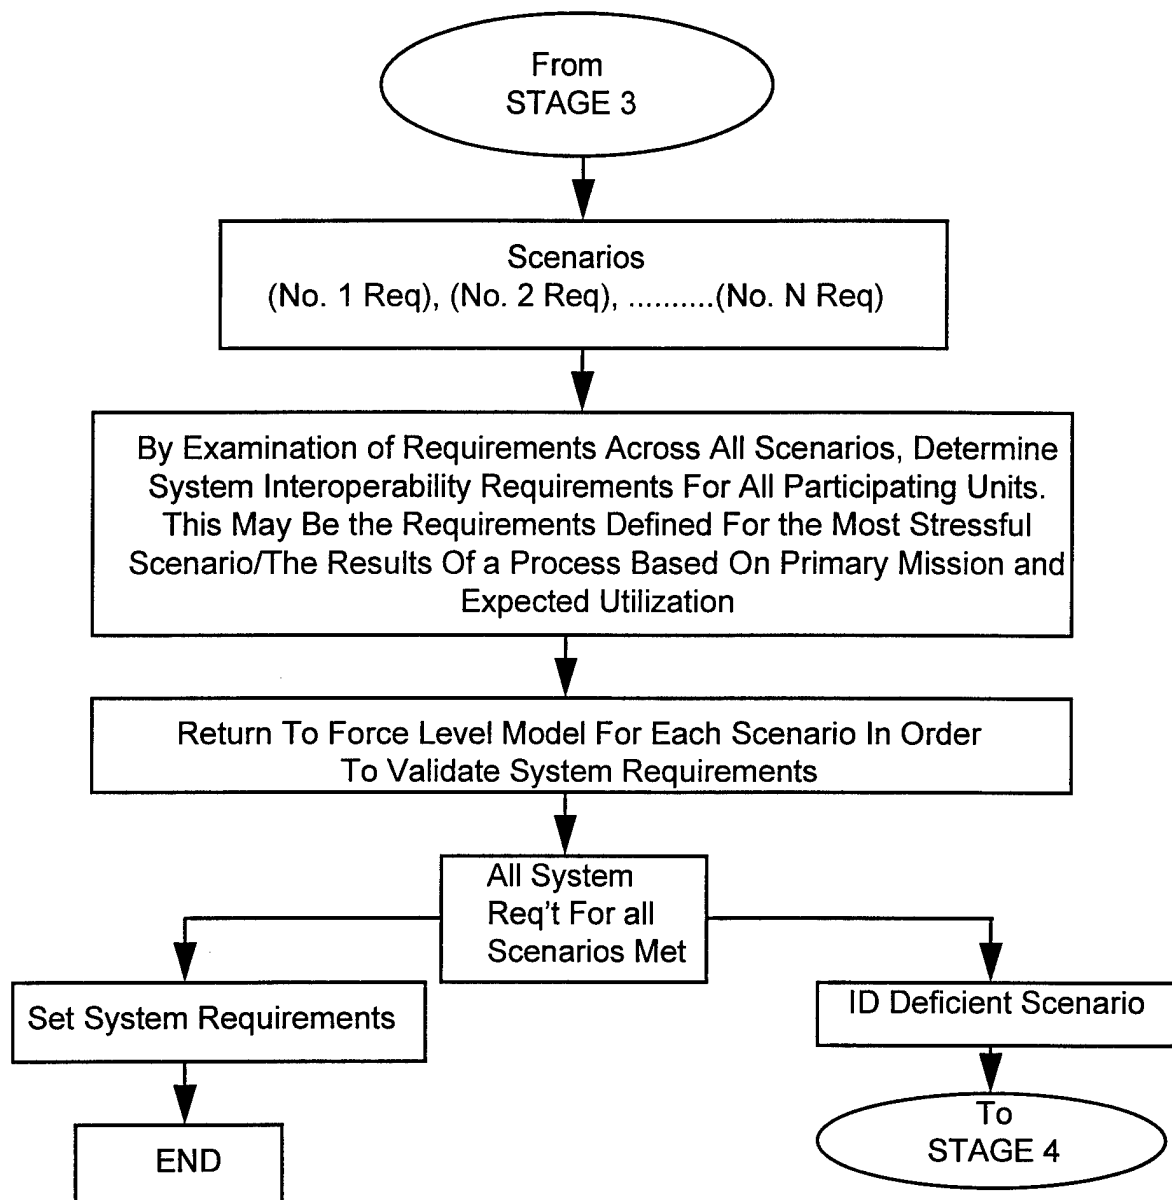 From
STAGE 3
Scenarios
(No. 1 Req), (No. 2 Req), ..........(No. N Req)
By Examination of Requirements Across All Scenarios, Determine
System Interoperability Requirements For All Participating Units.
This May Be the Requirements Defined For the Most Stressful
Scenario/The Results Of a Process Based On Primary Mission and
Expected Utilization
Return To Force Level Model For Each Scenario In Order
To Validate System Requirements
All System
Req't For all
Scenarios Met
Set System Requirements
ID Deficient Scenario
END
To
STAGE 4